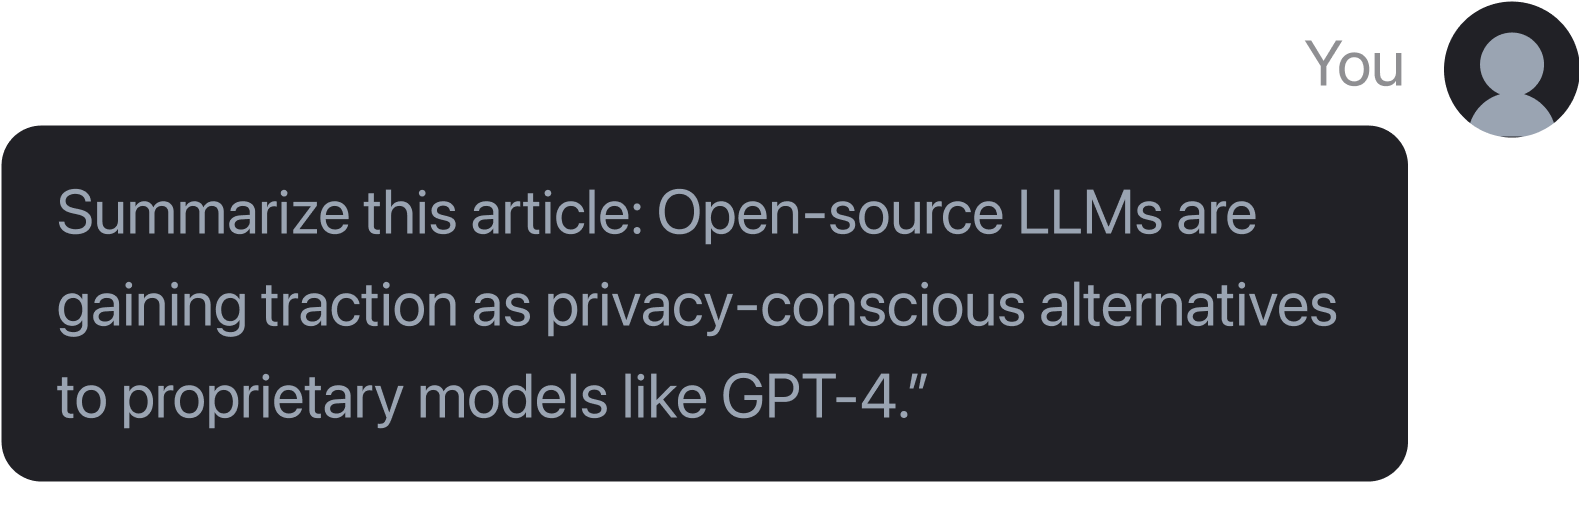 You
Summarize this article: Open-source LLMs are
gaining traction as privacy-conscious alternatives
to proprietary models like GPT-4.”